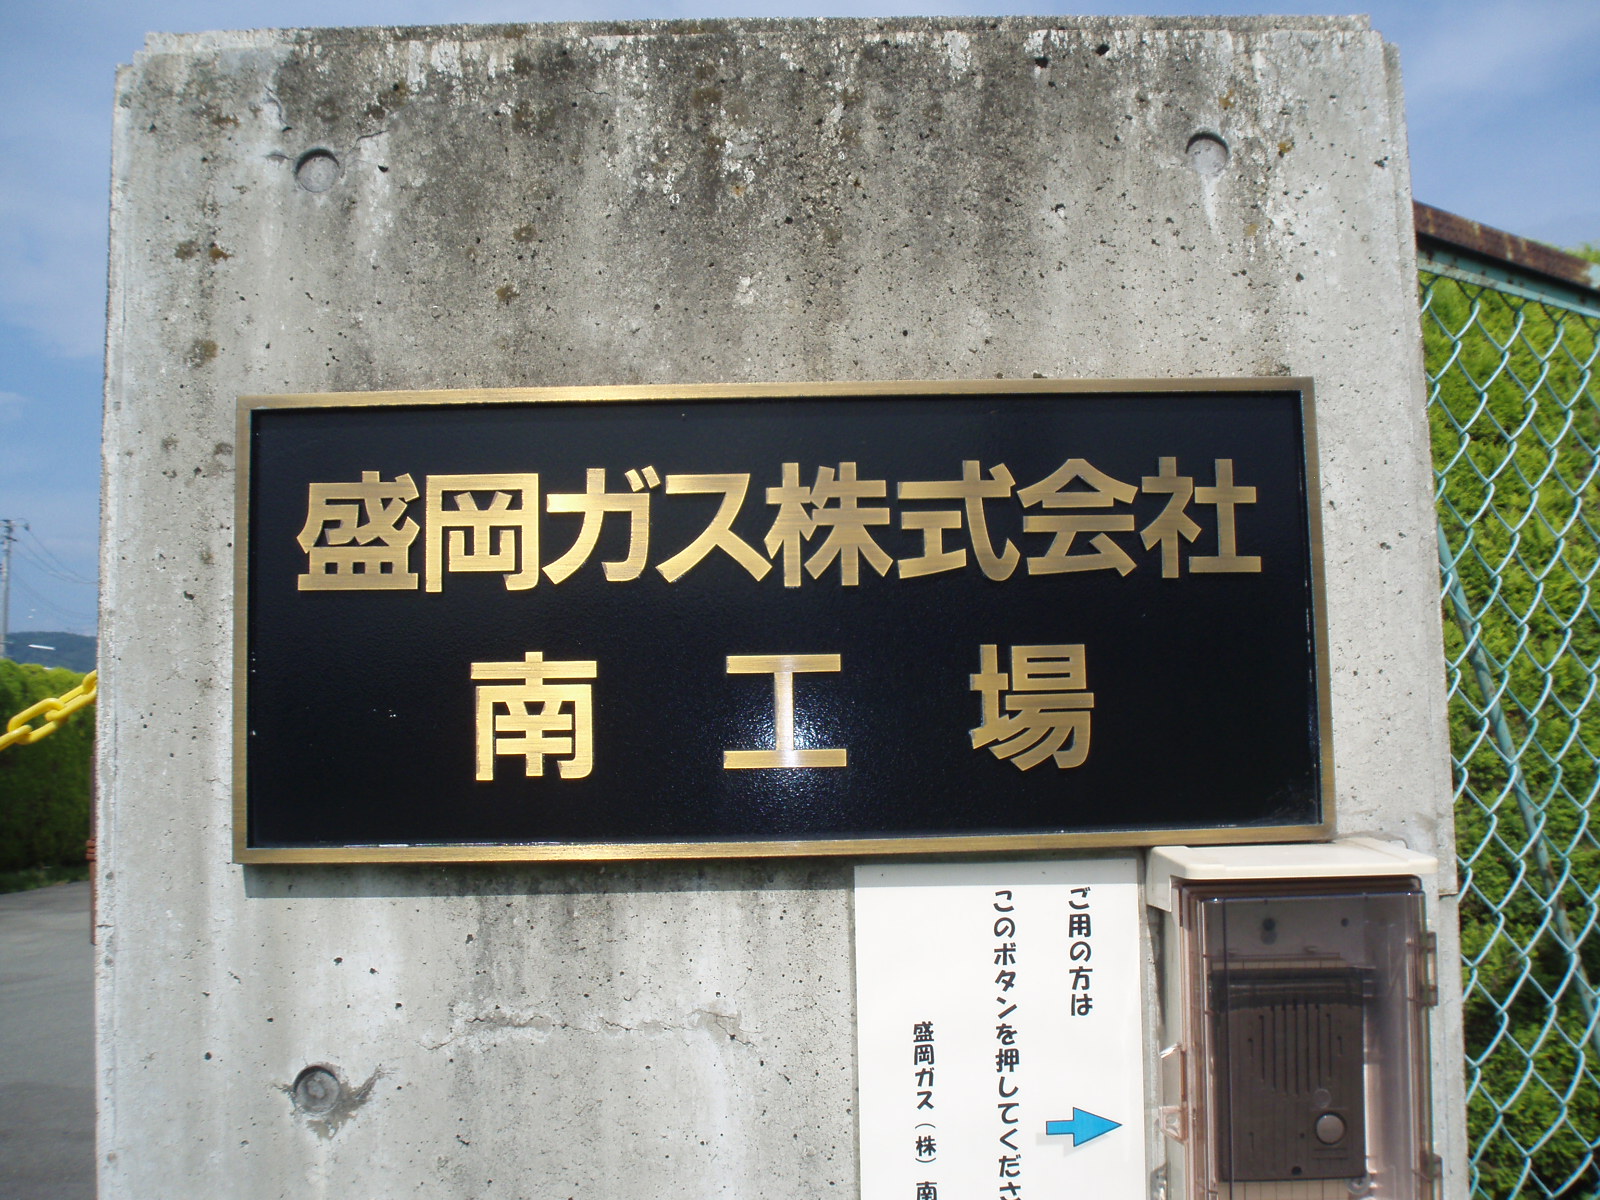 盛岡ガス株式会社
南工場
ご用の方は
このボタンを押してくださ
盛岡ガス（株）南